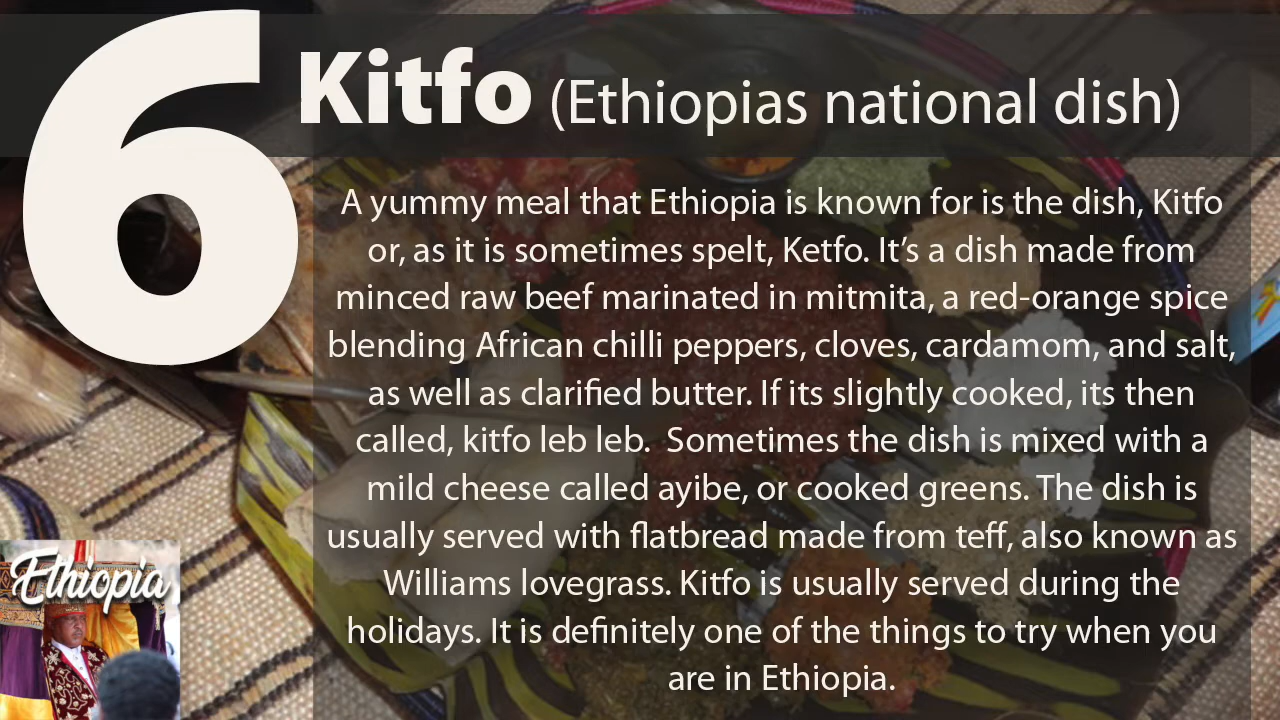 6
Kitfo (Ethiopias national dish)
A yummy meal that Ethiopia is known for is the dish, Kitfo
or, as it is sometimes spelt, Ketfo. It’s a dish made from
minced raw beef marinated in mitmita, a red-orange spice
blending African chilli peppers, cloves, cardamom, and salt,
as well as clarified butter. If its slightly cooked, its then
called, kitfo leb leb.  Sometimes the dish is mixed with a
mild cheese called ayibe, or cooked greens. The dish is
usually served with flatbread made from teff, also known as
Williams lovegrass. Kitfo is usually served during the
holidays. It is definitely one of the things to try when you
are in Ethiopia.
Ethiopia